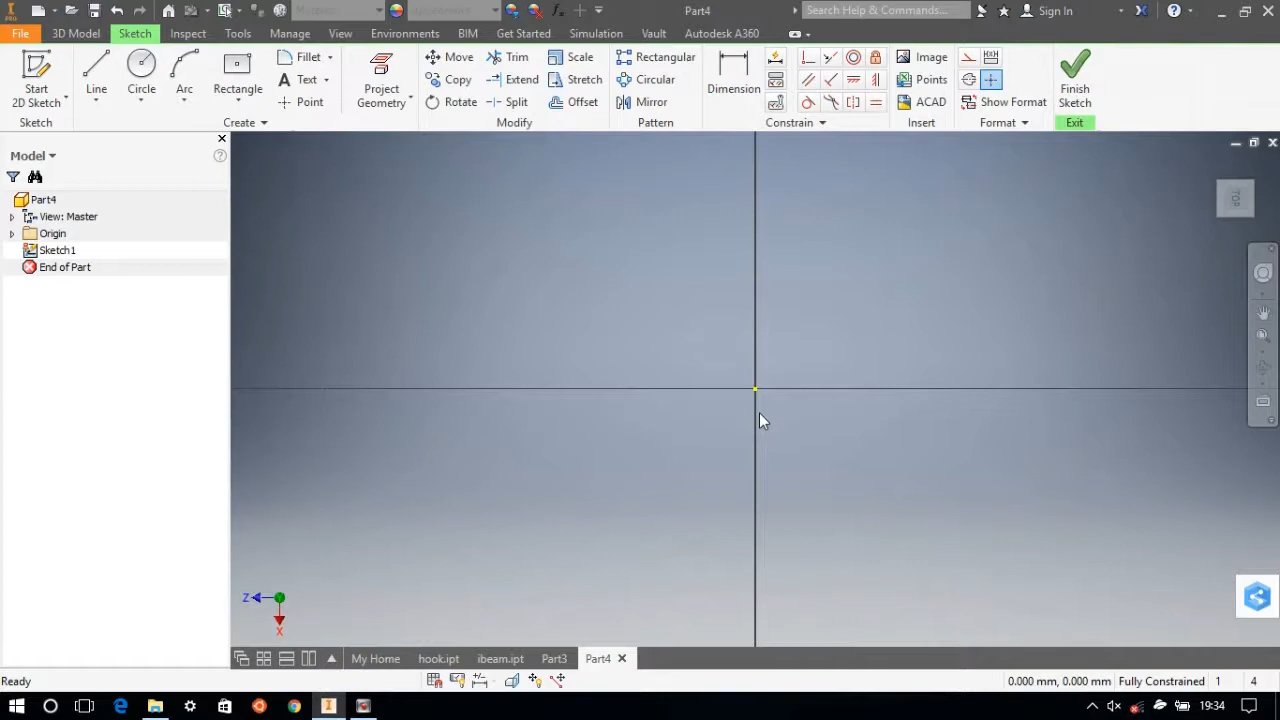 PRO
Part4
Search Help & Commands...
Sign In
File
3D Model
Sketch
Inspect
Tools
Manage
View
Environments
BIM
Get Started
Simulation
Vault
Autodesk A360
Start
2D Sketch
Line
Circle
Arc
Rectangle
Fillet
Text
Point
Project
Geometry
Move
Copy
Rotate
Trim
Extend
Split
Scale
Stretch
Offset
Rectangular
Circular
Mirror
Dimension
Image
Points
ACAD
Show Format
Finish
Sketch
Sketch
Create
Modify
Pattern
Constrain
Insert
Format
Exit
Model
Part4
View: Master
Origin
Sketch1
End of Part
TOP
Z
X
My Home
hook.ipt
ibeam.ipt
Part3
Part4
Ready
0.000 mm, 0.000 mm
Fully Constrained
1
4
19:34